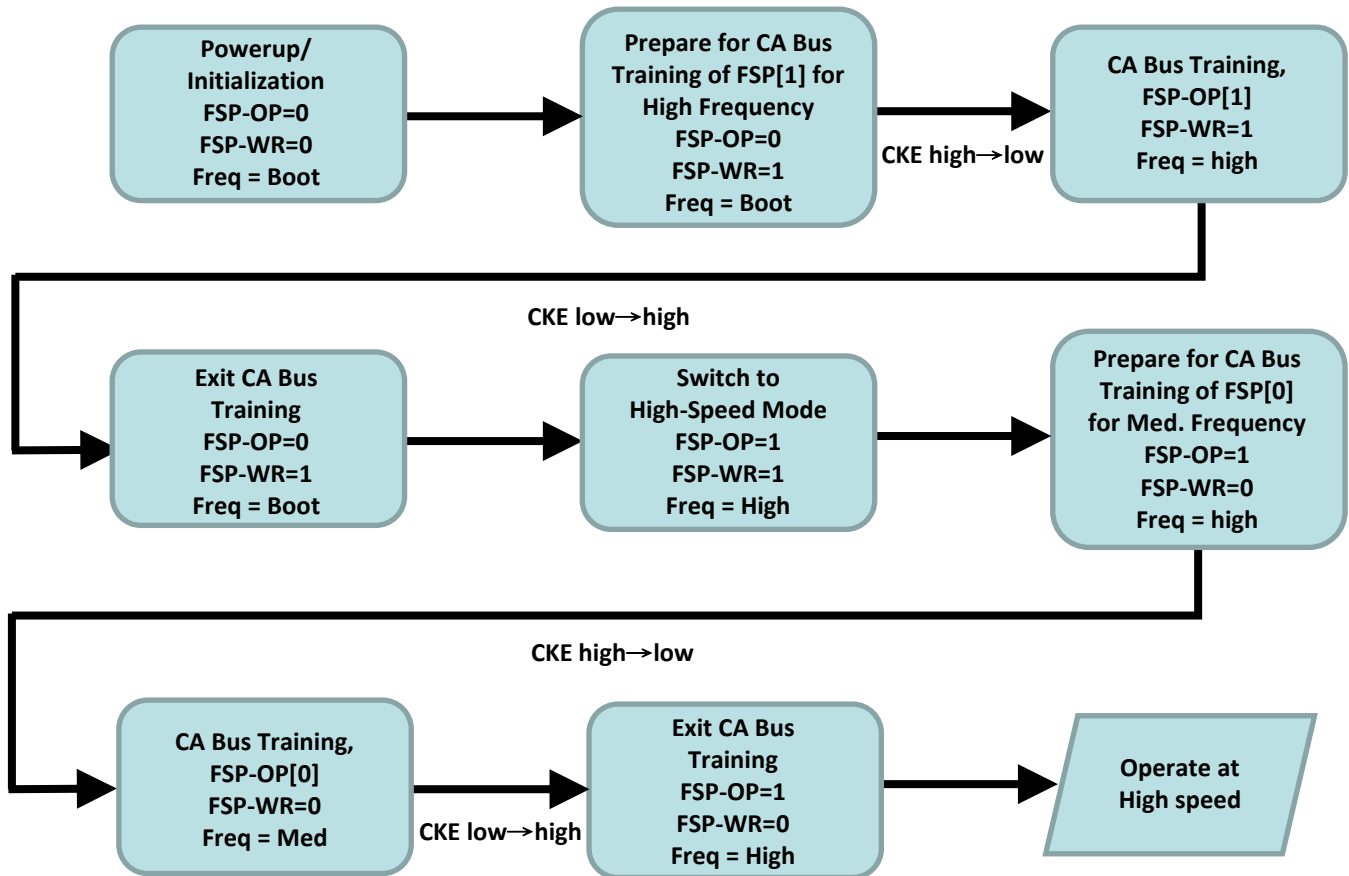 Powerup/
Initialization
FSP-OP=0
FSP-WR=0
Freq = Boot
Prepare for CA Bus
Training of FSP[1] for
High Frequency
FSP-OP=0
FSP-WR=1
Freq = Boot
CKE high→low
CA Bus Training,
FSP-OP[1]
FSP-WR=1
Freq = high
CKE low→high
Exit CA Bus
Training
FSP-OP=0
FSP-WR=1
Freq = Boot
Switch to
High-Speed Mode
FSP-OP=1
FSP-WR=1
Freq = High
Prepare for CA Bus
Training of FSP[0]
for Med. Frequency
FSP-OP=1
FSP-WR=0
Freq = high
CKE high→low
CA Bus Training,
FSP-OP[0]
FSP-WR=0
Freq = Med
CKE low→high
Exit CA Bus
Training
FSP-OP=1
FSP-WR=0
Freq = High
Operate at
High speed